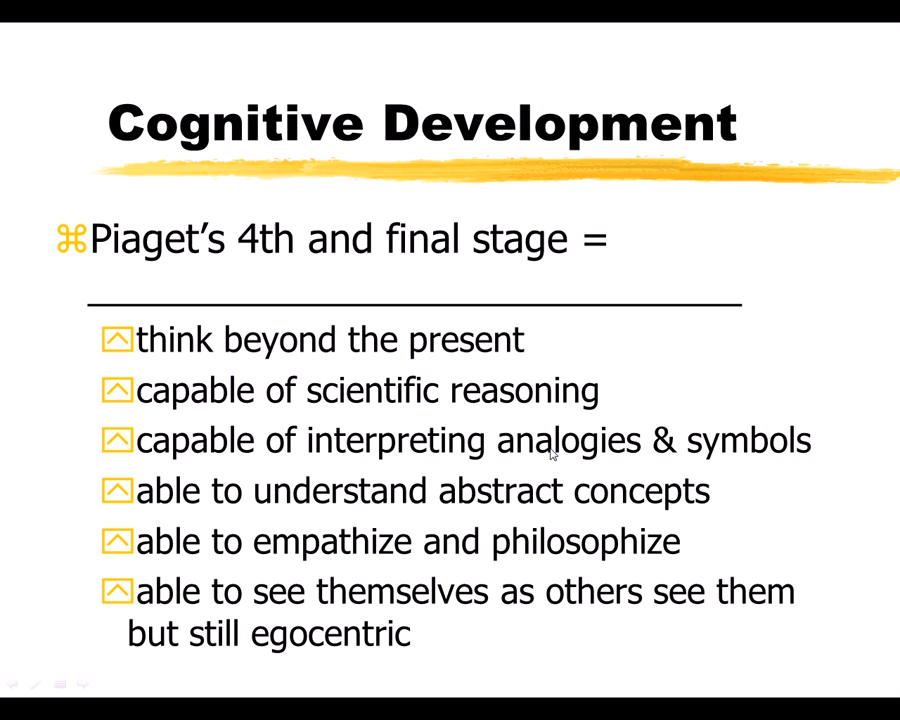 Cognitive Development
Piaget's 4th and final stage =
think beyond the present
capable of scientific reasoning
capable of interpreting analogies & symbols
able to understand abstract concepts
able to empathize and philosophize
able to see themselves as others see them
but still egocentric